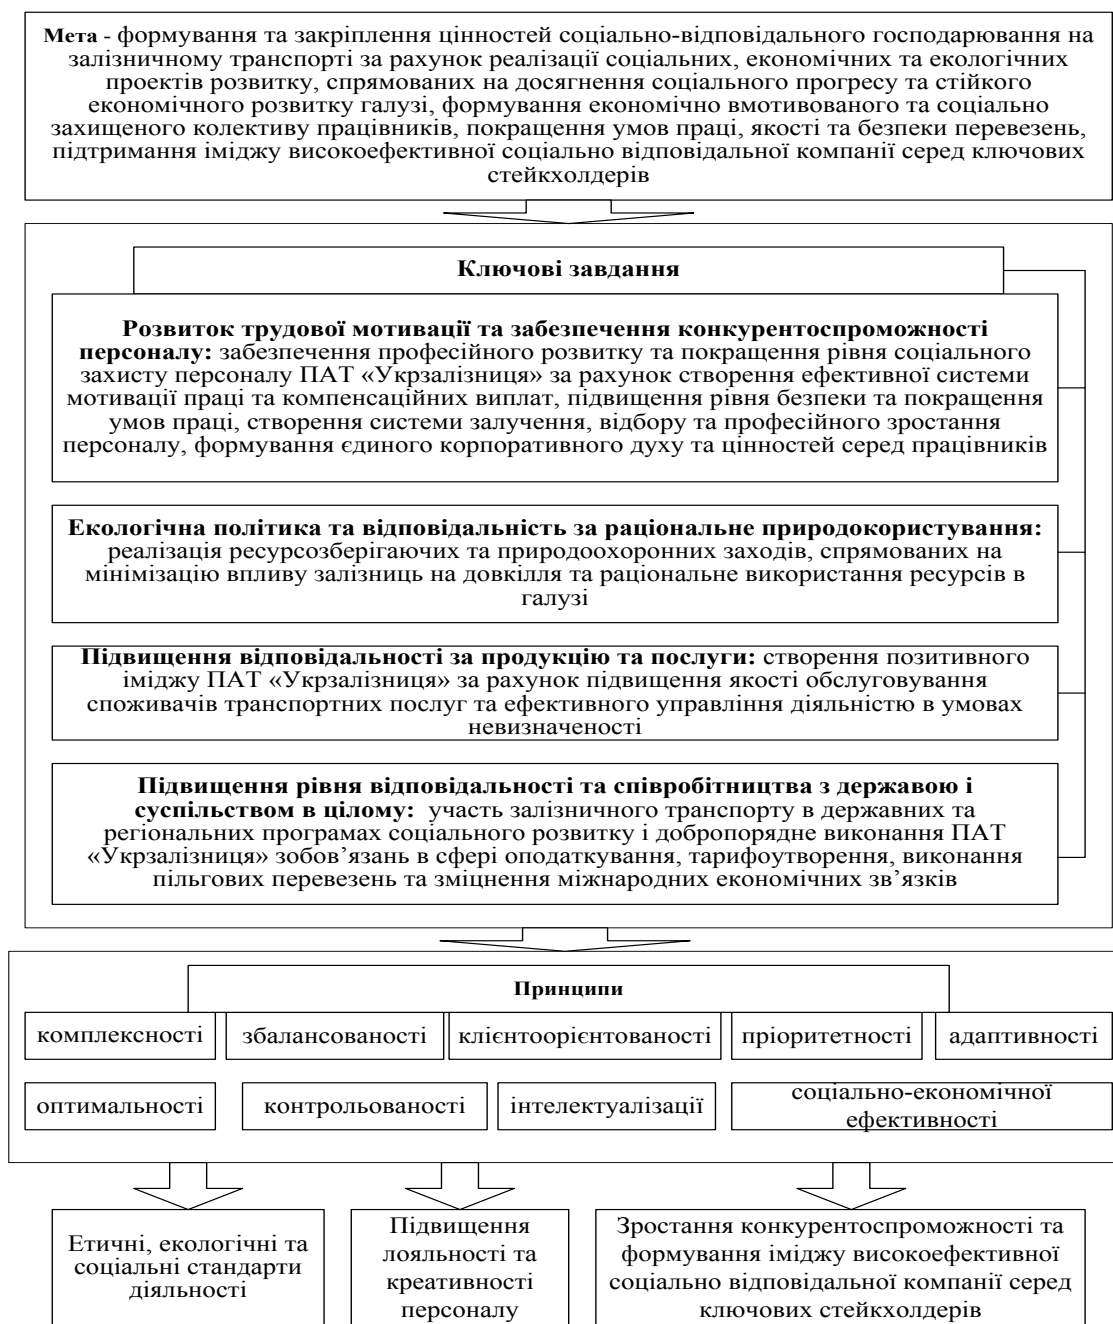 Мета - формування та закріплення цінностей соціально-відповідального господарювання на
залізничному транспорті за рахунок реалізації соціальних, економічних та екологічних
проектів розвитку, спрямованих на досягнення соціального прогресу та стійкого
економічного розвитку галузі, формування економічно вмотивованого та соціально
захищеного колективу працівників, покращення умов праці, якості та безпеки перевезень,
підтримання іміджу високоефективної соціально відповідальної компанії серед ключових
стейкхолдерів
Ключові завдання
Розвиток трудової мотивації та забезпечення конкурентоспроможності
персоналу: забезпечення професійного розвитку та покращення рівня соціального
захисту персоналу ПАТ «Укрзалізниця» за рахунок створення ефективної системи
мотивації праці та компенсаційних виплат, підвищення рівня безпеки та покращення
умов праці, створення системи залучення, відбору та професійного зростання
персоналу, формування єдиного корпоративного духу та цінностей серед працівників
Екологічна політика та відповідальність за раціональне природокористування:
реалізація ресурсозберігаючих та природоохоронних заходів, спрямованих на
мінімізацію впливу залізниць на довкілля та раціональне використання ресурсів в
галузі
Підвищення відповідальності за продукцію та послуги: створення позитивного
іміджу ПАТ «Укрзалізниця» за рахунок підвищення якості обслуговування
споживачів транспортних послуг та ефективного управління діяльністю в умовах
невизначеності
Підвищення рівня відповідальності та співробітництва з державою і
суспільством в цілому: участь залізничного транспорту в державних та
регіональних програмах соціального розвитку і добропорядне виконання ПАТ
«Укрзалізниця» зобов’язань в сфері оподаткування, тарифоутворення, виконання
пільгових перевезень та зміцнення міжнародних економічних зв’язків
Принципи
комплексності збалансованості клієнтоорієнтованості пріоритетності адаптивності
оптимальності контрольованості інтелектуалізації соціально-економічної
ефективності
Етичні, екологічні та
соціальні стандарти
діяльності
Підвищення
лояльності та
креативності
персоналу
Зростання конкурентоспроможності та
формування іміджу високоефективної
соціально відповідальної компанії серед
ключових стейкхолдерів